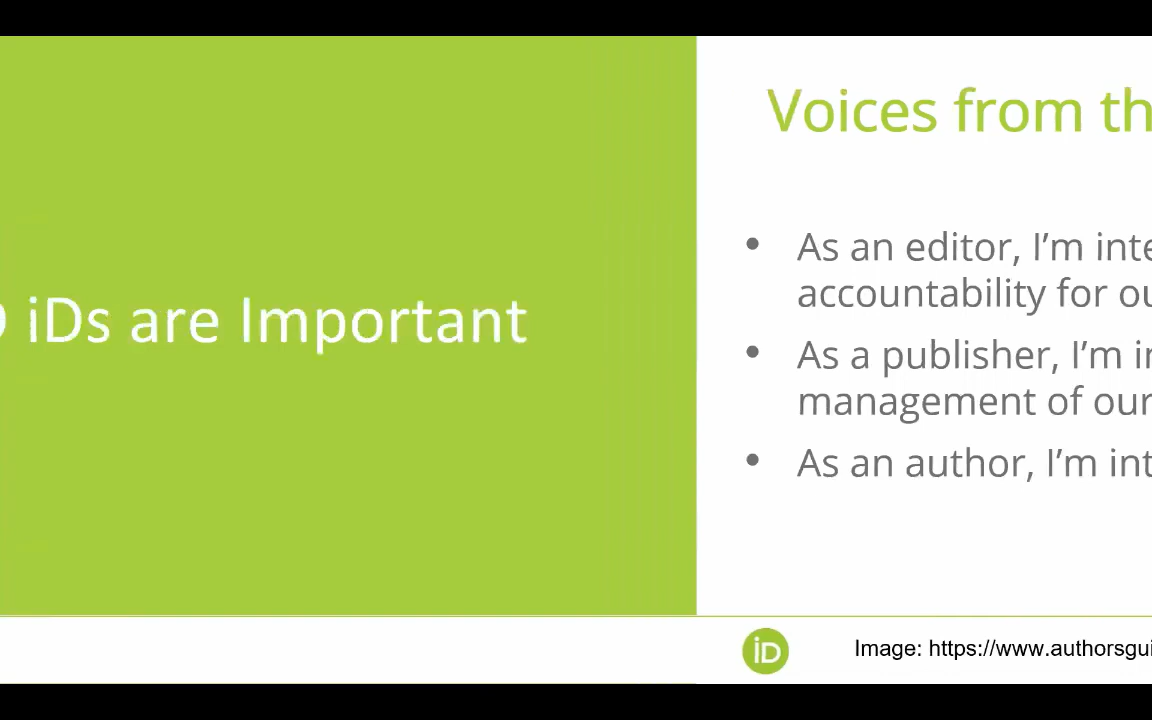 iDs are Important
Voices from th
• As an editor, I’m inte
accountability for ou
• As a publisher, I’m in
management of our
• As an author, I’m int
iD
Image: https://www.authorsgui